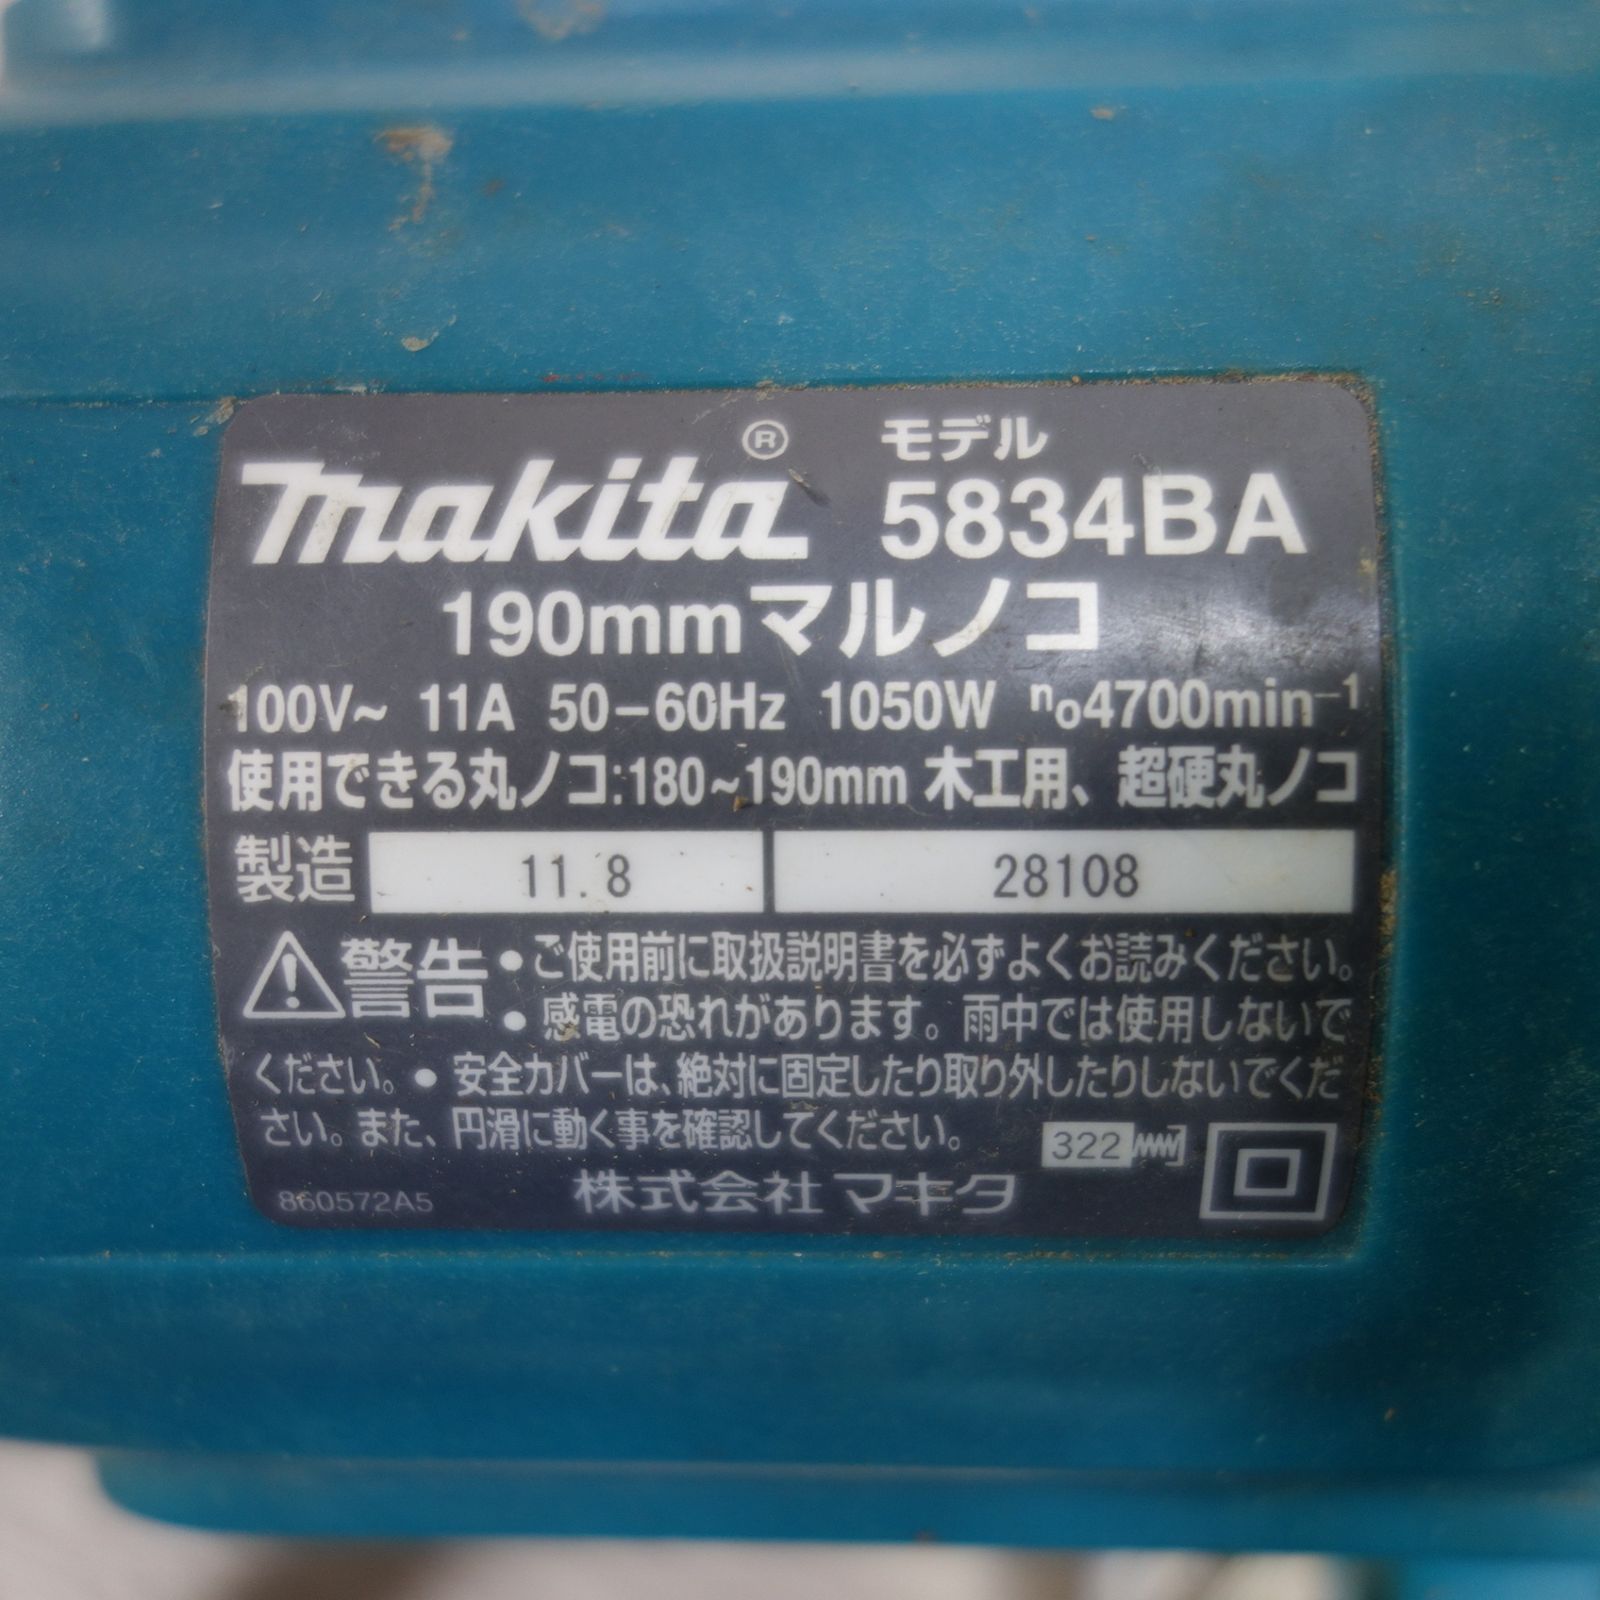 makita® モデル
5834BA
190mmマルノコ
100V~ 11A 50-60Hz 1050W n₀4700min⁻¹
使用できる丸ノコ:180~190mm 木工用、超硬丸ノコ
製造 11.8 28108
警告 •ご使用前に取扱説明書を必ずよくお読みください。
•感電の恐れがあります。雨中では使用しないで
ください。•安全カバーは、絶対に固定したり取り外したりしないでくだ
さい。また、円滑に動く事を確認してください。
322
860572A5 株式会社マキタ